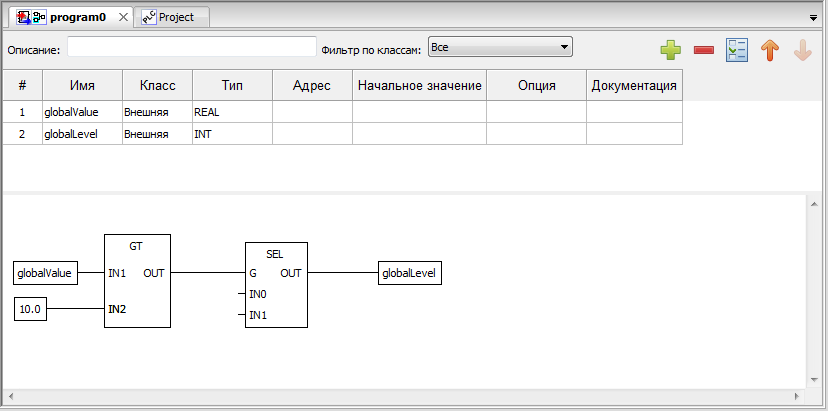 program0 Project
Описание: Фильтр по классам: Все
# Имя Класс Тип Адрес Начальное значение Опция Документация
1 globalValue Внешняя REAL
2 globalLevel Внешняя INT
GT
SEL
globalValue IN1 OUT G OUT globalLevel
IN0
10.0 IN2
IN1